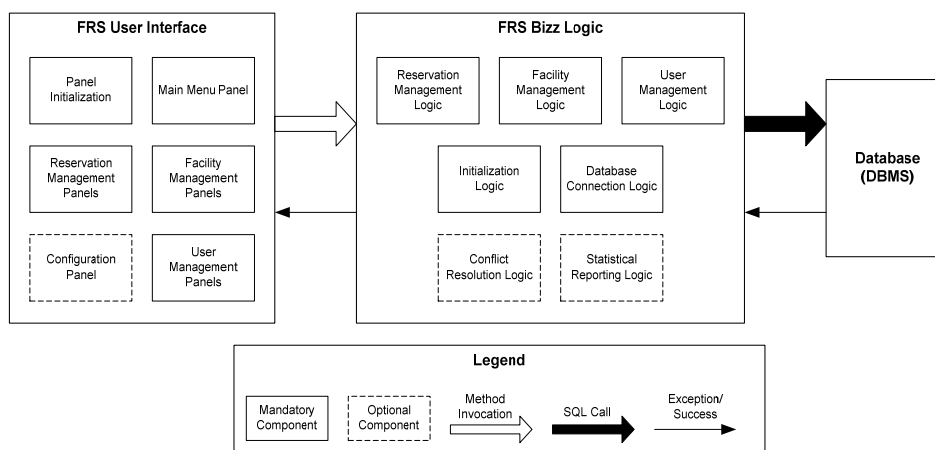 FRS User Interface
Panel
Initialization
Main Menu Panel
Reservation
Management
Panels
Facility
Management
Panels
Configuration
Panel
User
Management
Panels
FRS Bizz Logic
Reservation
Management
Logic
Facility
Management
Logic
User
Management
Logic
Initialization
Logic
Database
Connection Logic
Conflict
Resolution Logic
Statistical
Reporting Logic
Database
(DBMS)
Legend
Mandatory
Component
Optional
Component
Method
Invocation
SQL Call
Exception/
Success